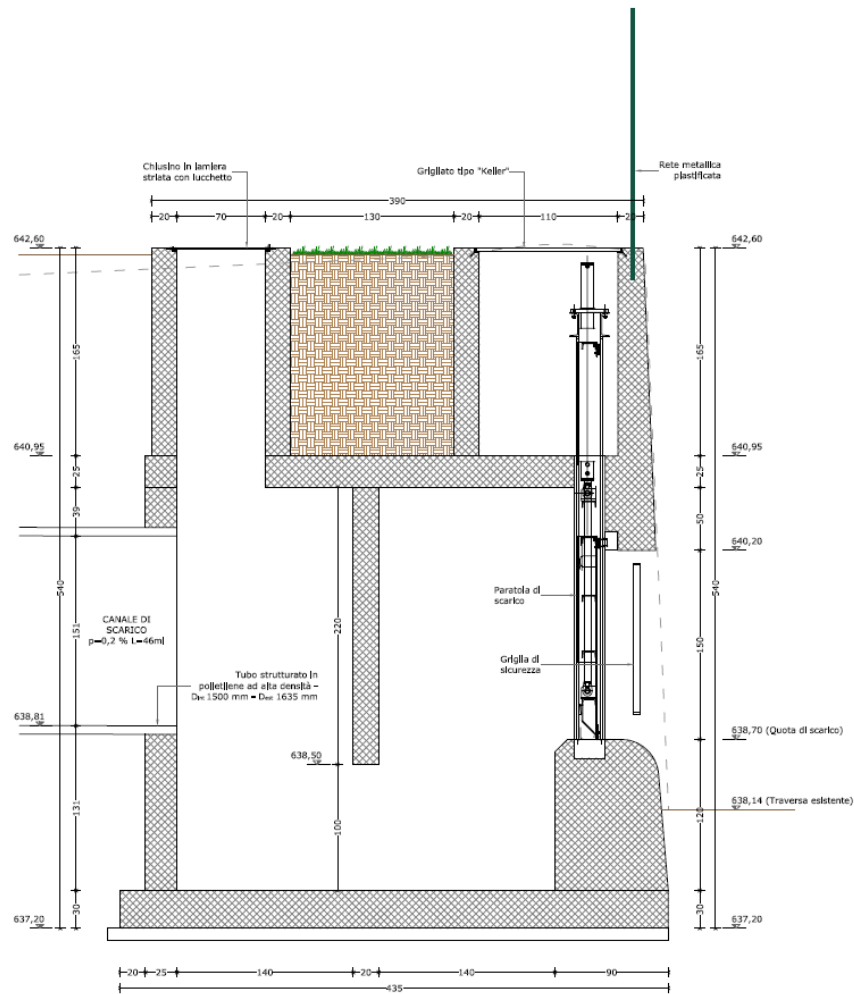 Chiusino in lamiera
striata con lucchetto
Grigliato tipo "Keller"
Rete metallica
plastificata
390
20 70 20 130 20 110 20
642,60
642,60
165
165
640,95
640,95
25
25
39
50
640,20
540
540
CANALE DI
SCARICO
p=0,2 % L=46ml
151
220
Paratoia di
scarico
150
Griglia di
sicurezza
Tubo strutturato in
polietilene ad alta densità -
Dint 1500 mm - Dest 1635 mm
638,81
638,70 (Quota di scarico)
638,50
638,14 (Traversa esistente)
131
100
120
30
30
637,20
637,20
20 25 140 20 140 90
435